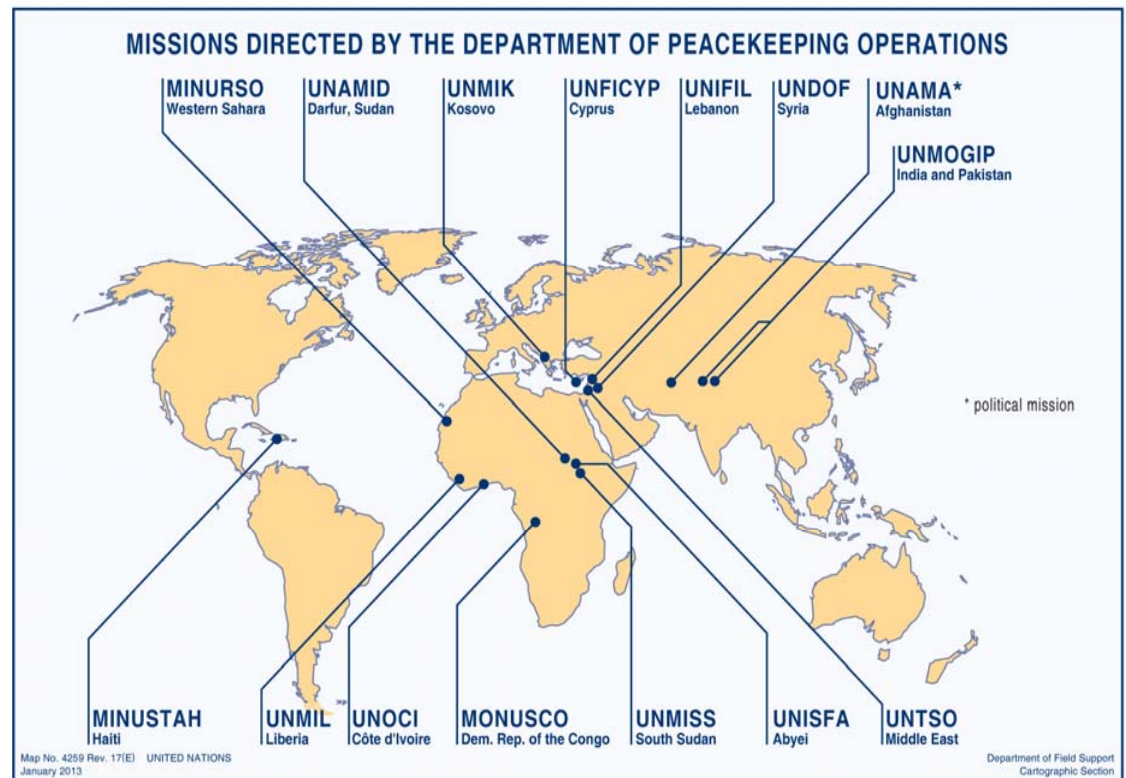 MISSIONS DIRECTED BY THE DEPARTMENT OF PEACEKEEPING OPERATIONS
MINURSO
Western Sahara
UNAMID
Darfur, Sudan
UNMIK
Kosovo
UNFICYP
Cyprus
UNIFIL
Lebanon
UNDOF
Syria
UNAMA*
Afghanistan
UNMOGIP
India and Pakistan
* political mission
MINUSTAH
Haiti
UNMIL
Liberia
UNOCI
Côte d'Ivoire
MONUSCO
Dem. Rep. of the Congo
UNMISS
South Sudan
UNISFA
Abyei
UNTSO
Middle East
Map No. 4259 Rev. 17(E) UNITED NATIONS
January 2013
Department of Field Support
Cartographic Section